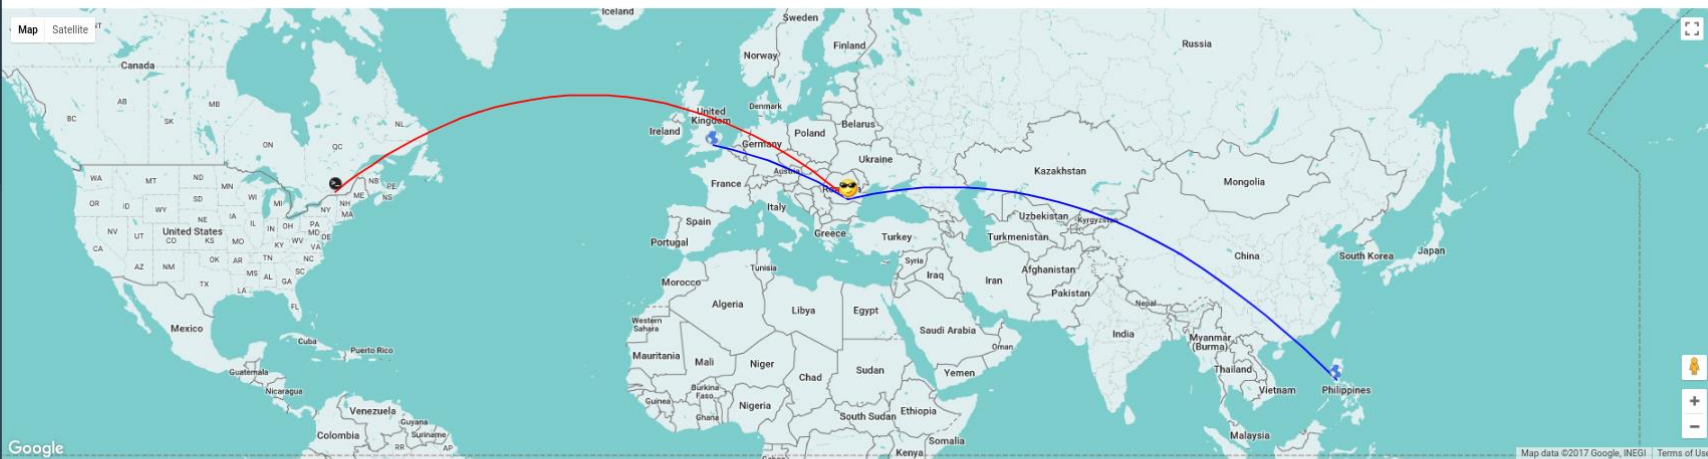 Map Satellite
NT
Iceland
Sweden
Norway
Finland
Russia
Canada
AB
MB
BC
SK
NL
ON
QC
United
Kingdom
Ireland
Denmark
Belarus
Poland
Germany
Ukraine
Austria
France
Kazakhstan
Mongolia
WA
MT
ND
MN
OR
ID
SD
WI
MI
WY
NB
PE
NS
ME
NH
NY
MA
NE
IA
NV
UT
United States
CO
KS
MO
IL
IN
OH
PA
MD
DE
CA
KY
WV
VA
AZ
NM
OK
AR
TN
NC
MS
AL
SC
TX
LA
GA
FL
Italy
Spain
Portugal
Greece
Turkey
Uzbekistan
Kyrgyzstan
Turkmenistan
China
South Korea
Japan
Tunisia
Syria
Iraq
Iran
Afghanistan
Pakistan
Nepal
Morocco
Algeria
Libya
Egypt
Western
Sahara
Saudi Arabia
Oman
India
Myanmar
(Burma)
Mexico
Cuba
Puerto Rico
Guatemala
Nicaragua
Mauritania
Mali
Niger
Chad
Sudan
Yemen
Thailand
Vietnam
Philippines
Burkina
Faso
Guinea
Ghana
Nigeria
South Sudan
Ethiopia
Venezuela
Guyana
Suriname
Colombia
RR
AP
Somalia
Kenya
Malaysia
Google
Map data ©2017 Google, INEGI
Terms of Us